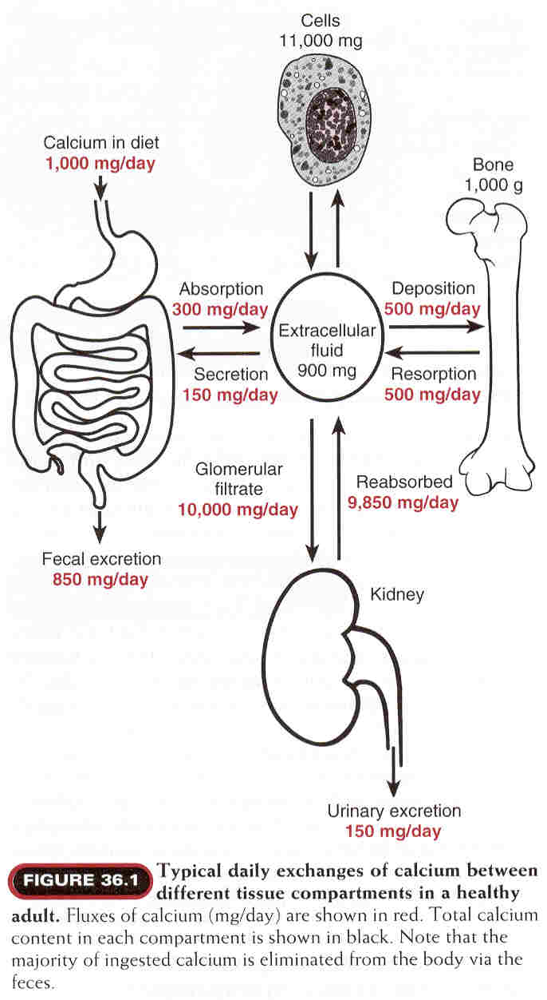 Cells
11,000 mg
Calcium in diet
1,000 mg/day
Bone
1,000 g
Absorption
300 mg/day
Deposition
500 mg/day
Extracellular
fluid
900 mg
Secretion
150 mg/day
Resorption
500 mg/day
Glomerular
filtrate
10,000 mg/day
Reabsorbed
9,850 mg/day
Fecal excretion
850 mg/day
Kidney
Urinary excretion
150 mg/day
FIGURE 36.1 Typical daily exchanges of calcium between
different tissue compartments in a healthy
adult. Fluxes of calcium (mg/day) are shown in red. Total calcium
content in each compartment is shown in black. Note that the
majority of ingested calcium is eliminated from the body via the
feces.